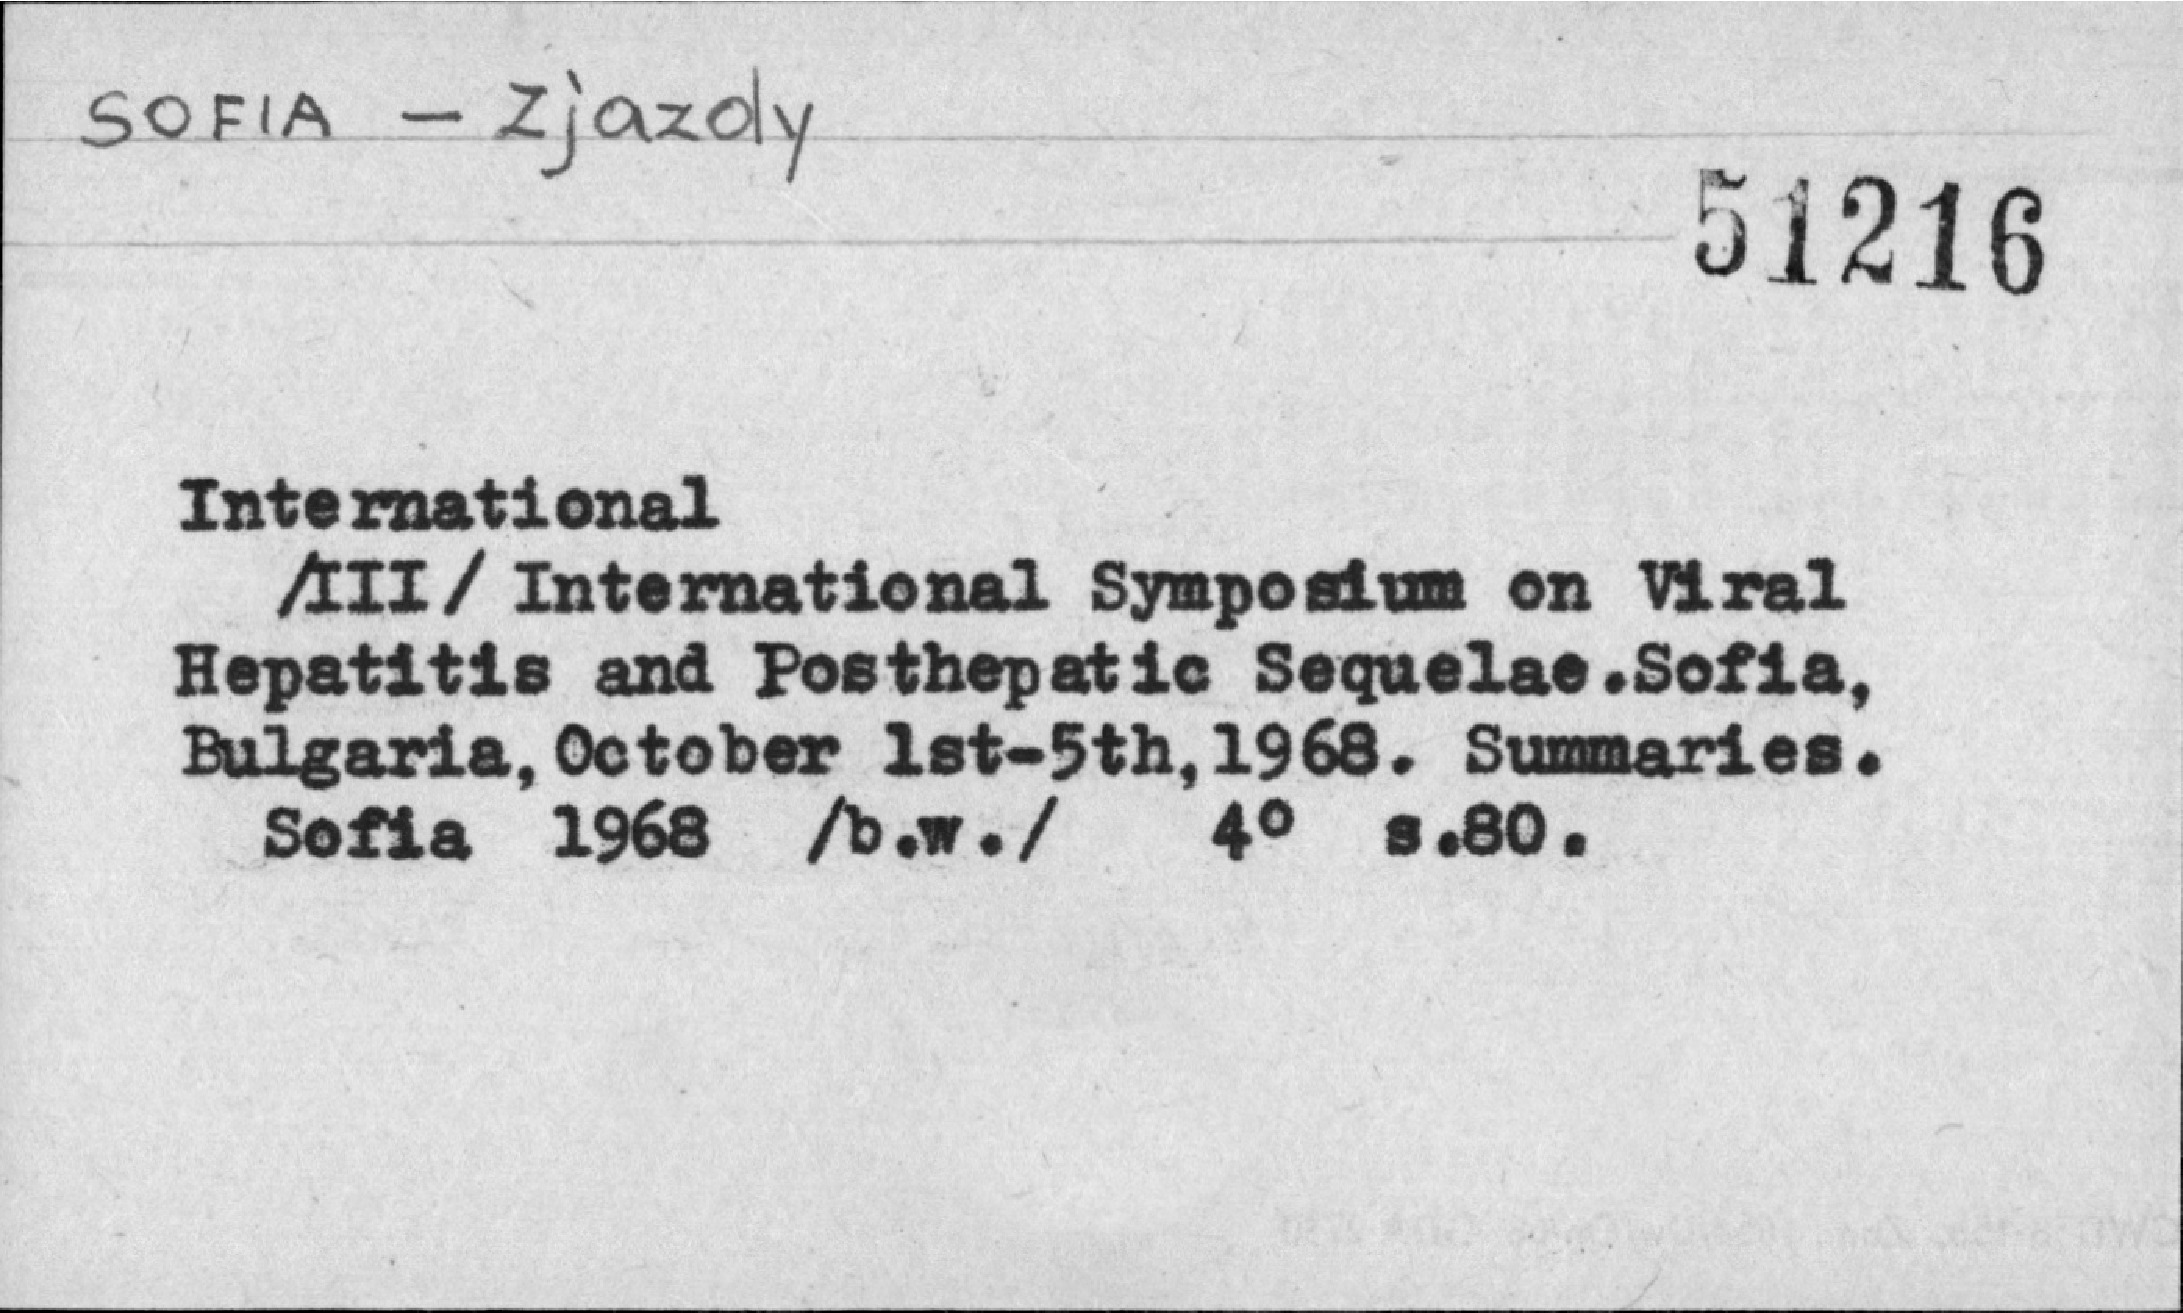 SOFIA – Zjazdy
51216
International
/III/ International Symposium on Viral
Hepatitis and Posthepatic Sequelae.Sofia,
Bulgaria,October 1st-5th,1968. Summaries.
Sofia 1968 /b.w./ 4° s.80.